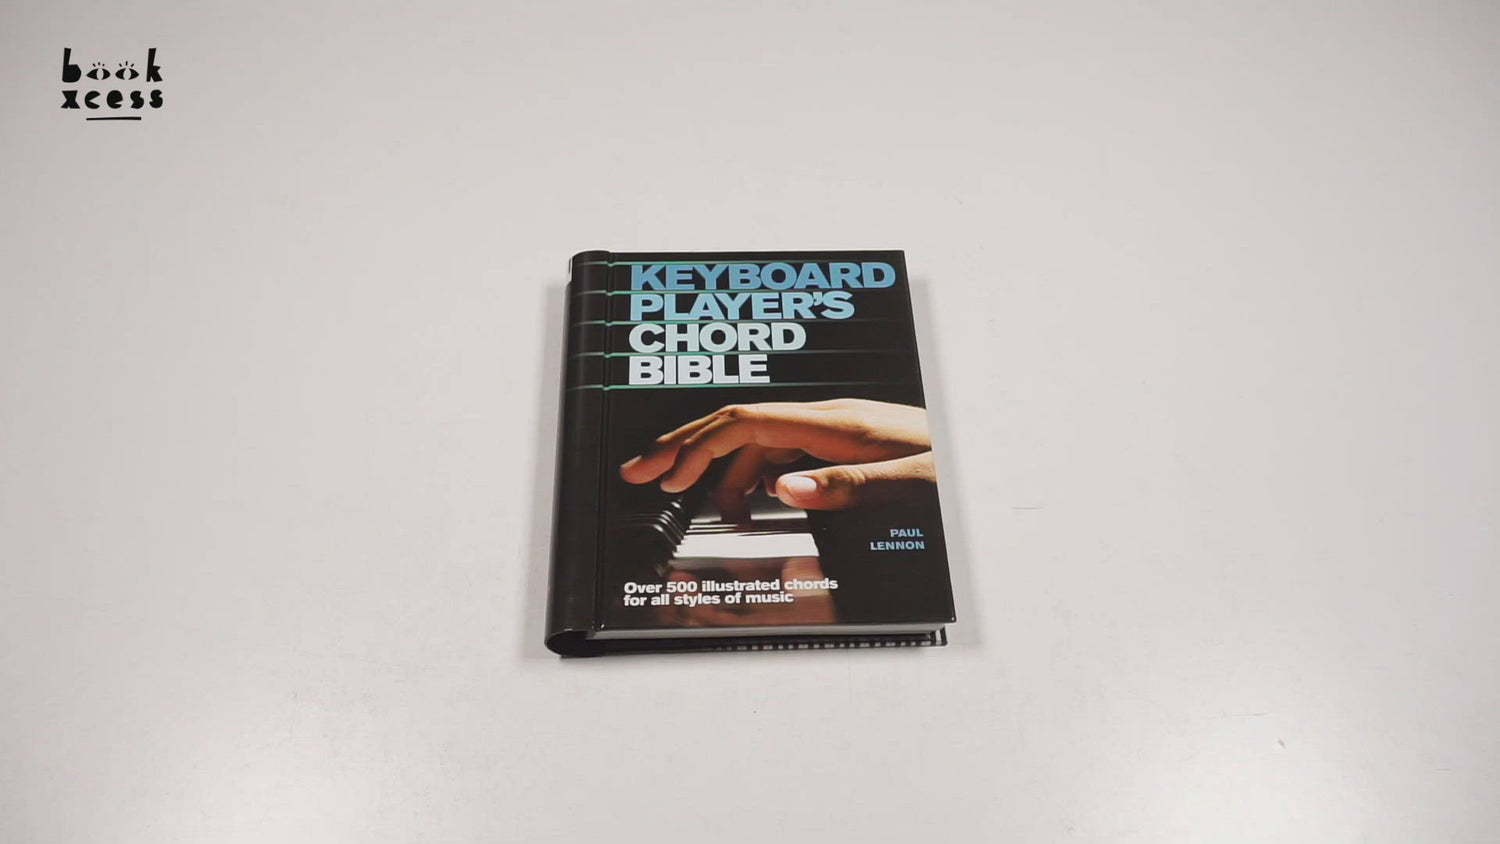 book
xcess
KEYBOARD
PLAYER'S
CHORD
BIBLE
PAUL
LENNON
Over 500 illustrated chords
for all styles of music